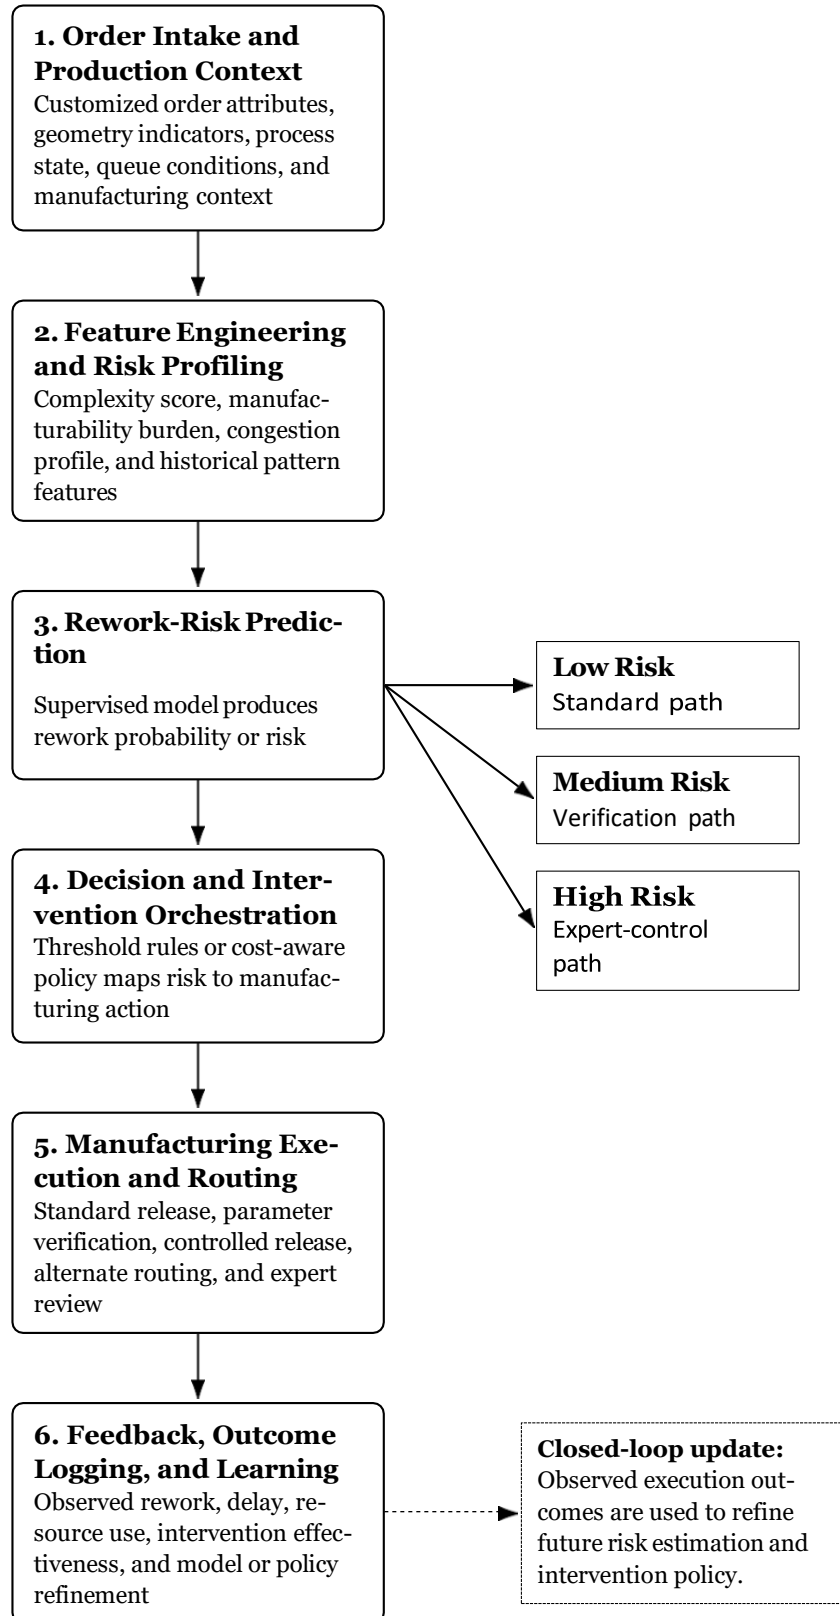 1. Order Intake and
Production Context
Customized order attributes,
geometry indicators, process
state, queue conditions, and
manufacturing context
2. Feature Engineering
and Risk Profiling
Complexity score, manufac-
turability burden, congestion
profile, and historical pattern
features
3. Rework-Risk Predic-
tion
Supervised model produces
rework probability or risk
Low Risk
Standard path
Medium Risk
Verification path
High Risk
Expert-control
path
4. Decision and Inter-
vention Orchestration
Threshold rules or cost-aware
policy maps risk to manufac-
turing action
5. Manufacturing Exe-
cution and Routing
Standard release, parameter
verification, controlled release,
alternate routing, and expert
review
6. Feedback, Outcome
Logging, and Learning
Observed rework, delay, re-
source use, intervention effec-
tiveness, and model or policy
refinement
Closed-loop update:
Observed execution out-
comes are used to refine
future risk estimation and
intervention policy.